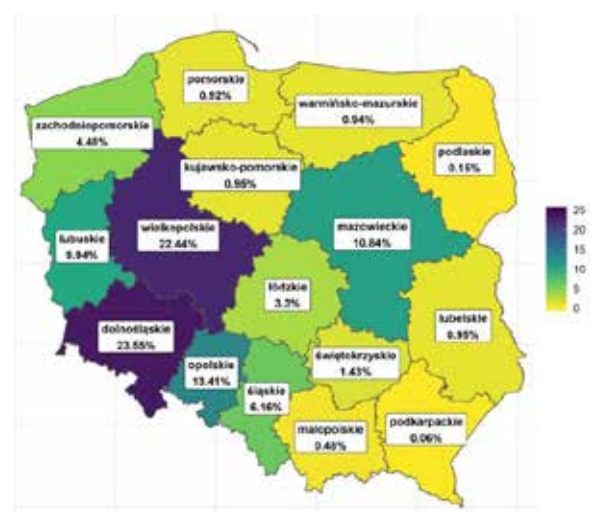 pomorskie
0.92%
warmińsko-mazurskie
0.94%
zachodniopomorskie
4.48%
podlaskie
0.15%
kujawsko-pomorskie
0.95%
wielkopolskie
22.44%
mazowieckie
10.84%
lubuskie
9.94%
łódzkie
3.3%
lubelskie
0.95%
dolnośląskie
23.55%
opolskie
13.41%
śląskie
6.16%
świętokrzyskie
1.43%
małopolskie
0.48%
podkarpackie
0.06%
25
20
15
10
5
0